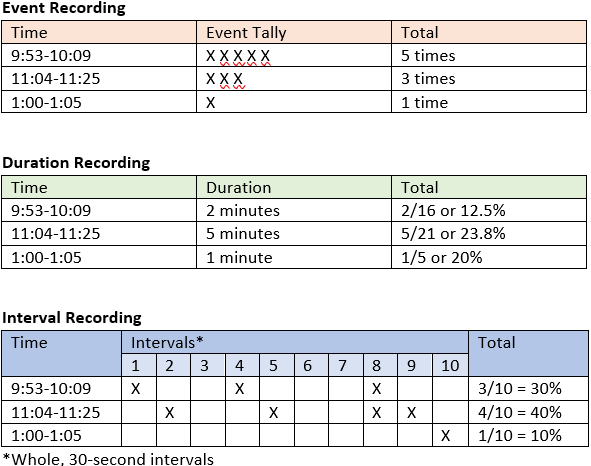 Event Recording
Time Event Tally Total
9:53-10:09 X X X X X 5 times
11:04-11:25 X X X 3 times
1:00-1:05 X 1 time
Duration Recording
Time Duration Total
9:53-10:09 2 minutes 2/16 or 12.5%
11:04-11:25 5 minutes 5/21 or 23.8%
1:00-1:05 1 minute 1/5 or 20%
Interval Recording
Time Intervals* Total
1 2 3 4 5 6 7 8 9 10
9:53-10:09 X X X 3/10 = 30%
11:04-11:25 X X X X 4/10 = 40%
1:00-1:05 X 1/10 = 10%
*Whole, 30-second intervals